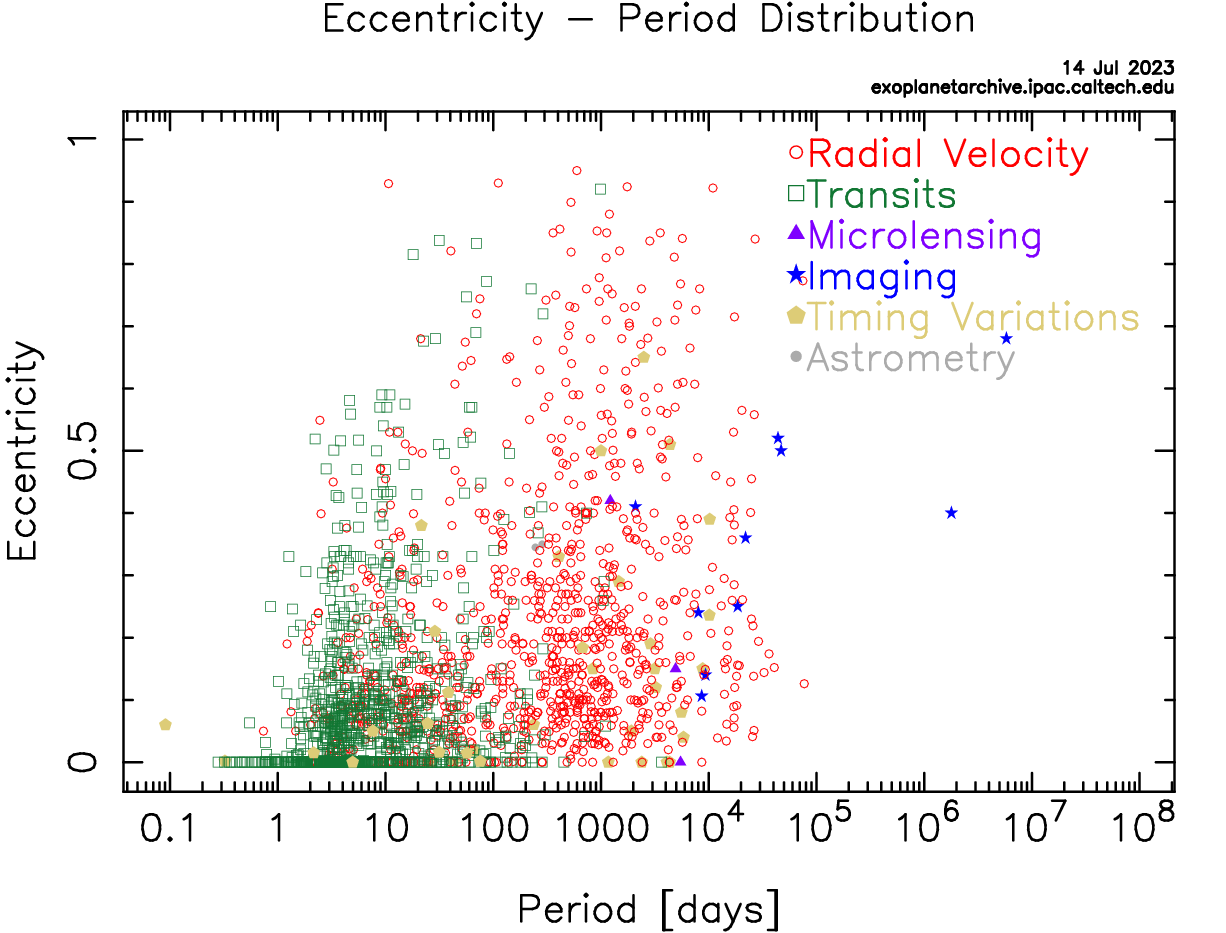 Eccentricity – Period Distribution
14 Jul 2023
exoplanetarchive.ipac.caltech.edu
Radial Velocity
Transits
Microlensing
Imaging
Timing Variations
Astrometry
1
0.5
0
Eccentricity
0.1 1 10 100 1000 10⁴ 10⁵ 10⁶ 10⁷ 10⁸
Period [days]